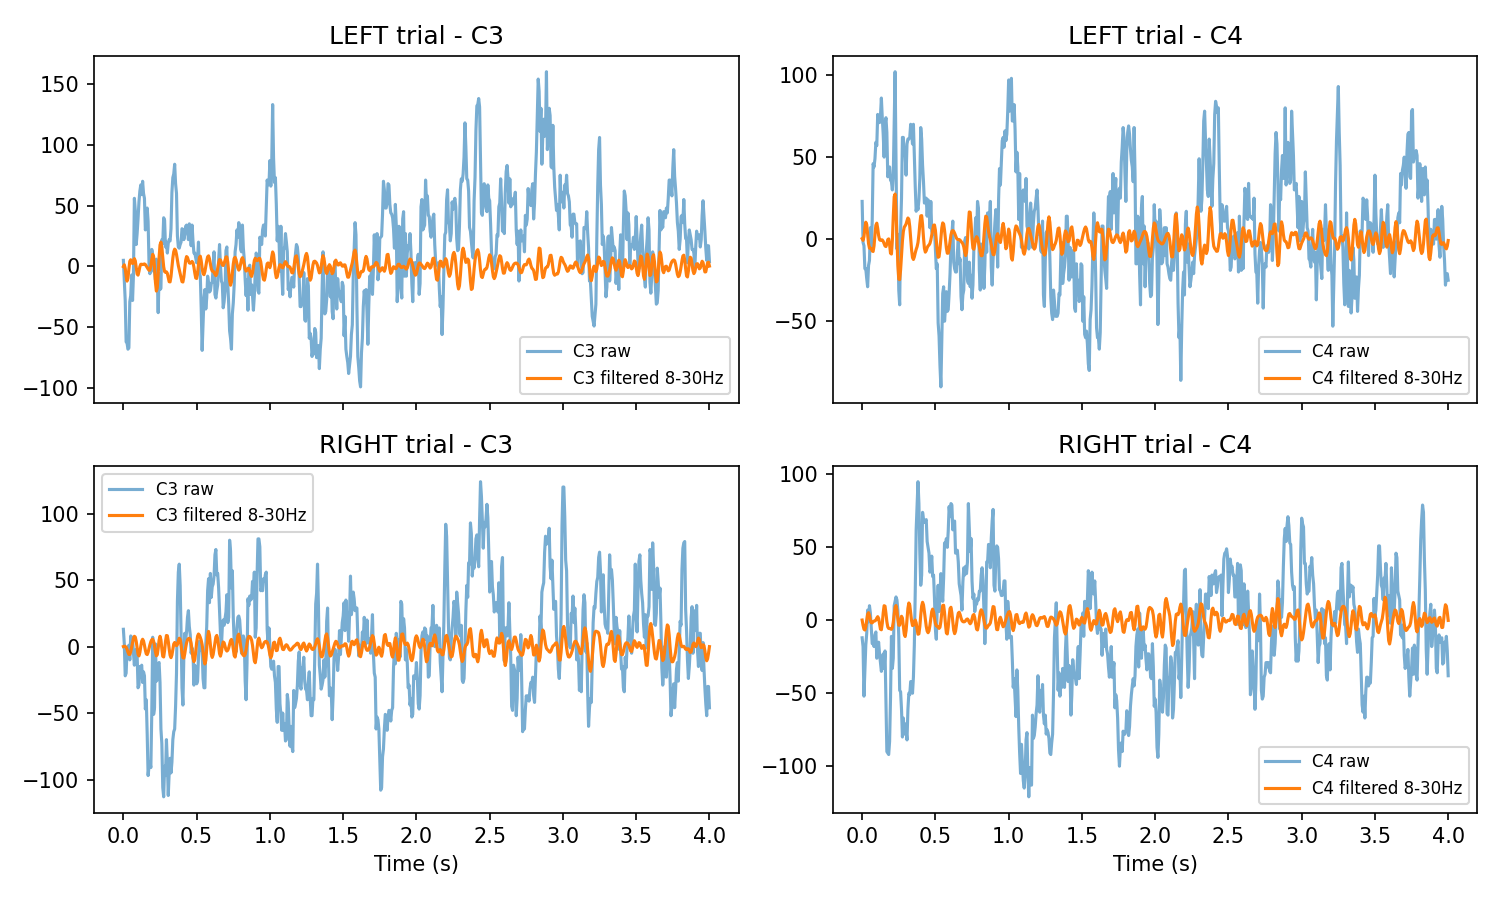 LEFT trial - C3
150
100
50
0
−50
−100
C3 raw
C3 filtered 8-30Hz
LEFT trial - C4
100
50
0
−50
C4 raw
C4 filtered 8-30Hz
RIGHT trial - C3
100
50
0
−50
−100
C3 raw
C3 filtered 8-30Hz
0.0 0.5 1.0 1.5 2.0 2.5 3.0 3.5 4.0
Time (s)
RIGHT trial - C4
100
50
0
−50
−100
C4 raw
C4 filtered 8-30Hz
0.0 0.5 1.0 1.5 2.0 2.5 3.0 3.5 4.0
Time (s)